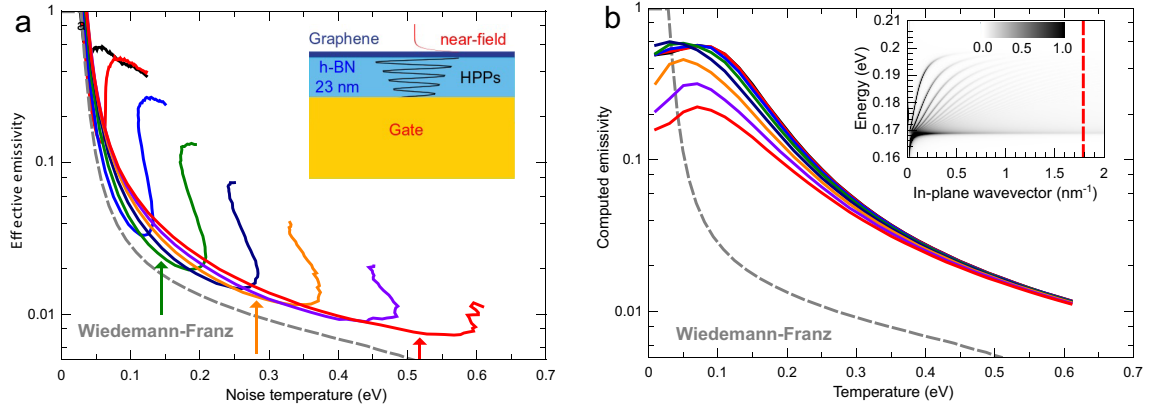 a
1
a
0.1
0.01
Effective emissivity
Graphene
near-field
h-BN
23 nm
HPPs
Gate
Wiedemann-Franz
0
0.1
0.2
0.3
0.4
0.5
0.6
0.7
Noise temperature (eV)
b
1
0.1
0.01
Computed emissivity
0.21
0.20
0.19
0.18
0.17
0.16
Energy (eV)
0.0
0.5
1.0
0
0.5
1
1.5
2
In-plane wavevector (nm⁻¹)
Wiedemann-Franz
0
0.1
0.2
0.3
0.4
0.5
0.6
0.7
Temperature (eV)